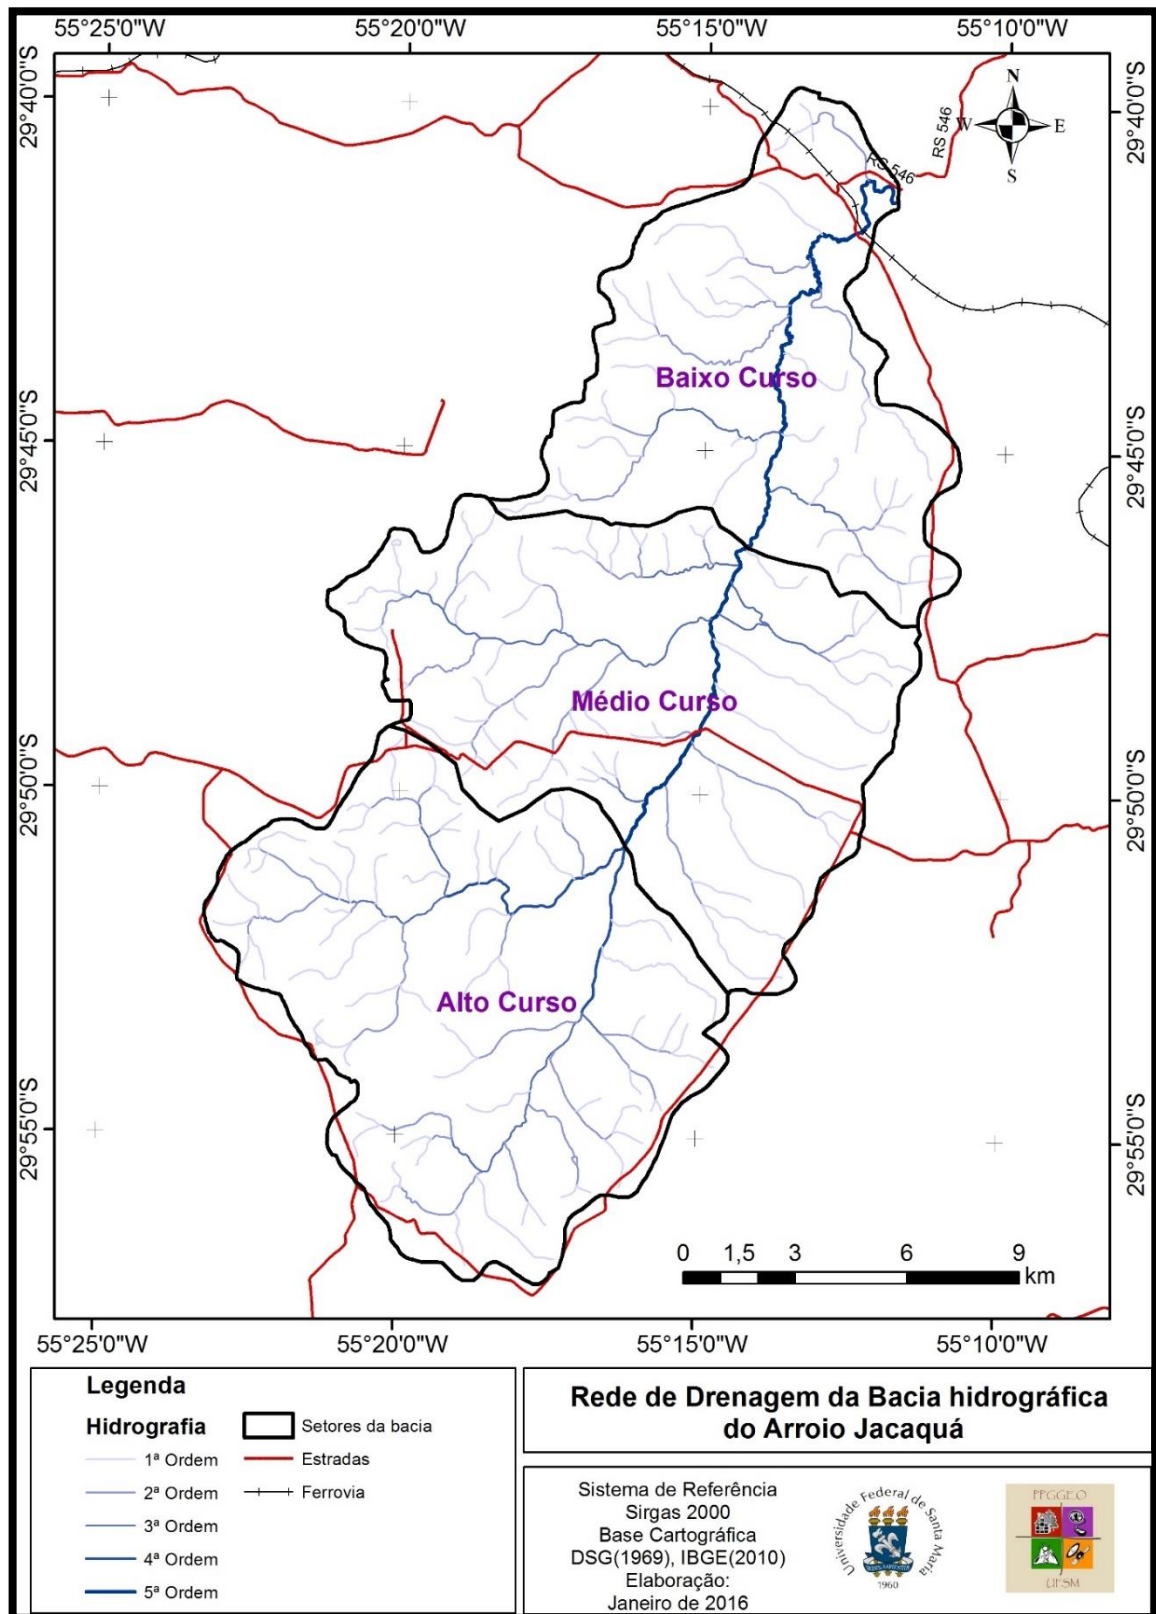 55°25'0"W 55°20'0"W 55°15'0"W 55°10'0"W
29°40'0"S
29°40'0"S
N
W E
S
RS 546
RS 546
Baixo Curso
29°45'0"S
29°45'0"S
Médio Curso
29°50'0"S
29°50'0"S
Alto Curso
29°55'0"S
29°55'0"S
0 1,5 3 6 9
km
55°25'0"W 55°20'0"W 55°15'0"W 55°10'0"W
Legenda
Hidrografia
1ª Ordem
2ª Ordem
3ª Ordem
4ª Ordem
5ª Ordem
Setores da bacia
Estradas
Ferrovia
Rede de Drenagem da Bacia hidrográfica
do Arroio Jacaquá
Sistema de Referência
Sirgas 2000
Base Cartográfica
DSG(1969), IBGE(2010)
Elaboração:
Janeiro de 2016
Universidade Federal de Santa Maria
1960
PPGGEO
UFSM